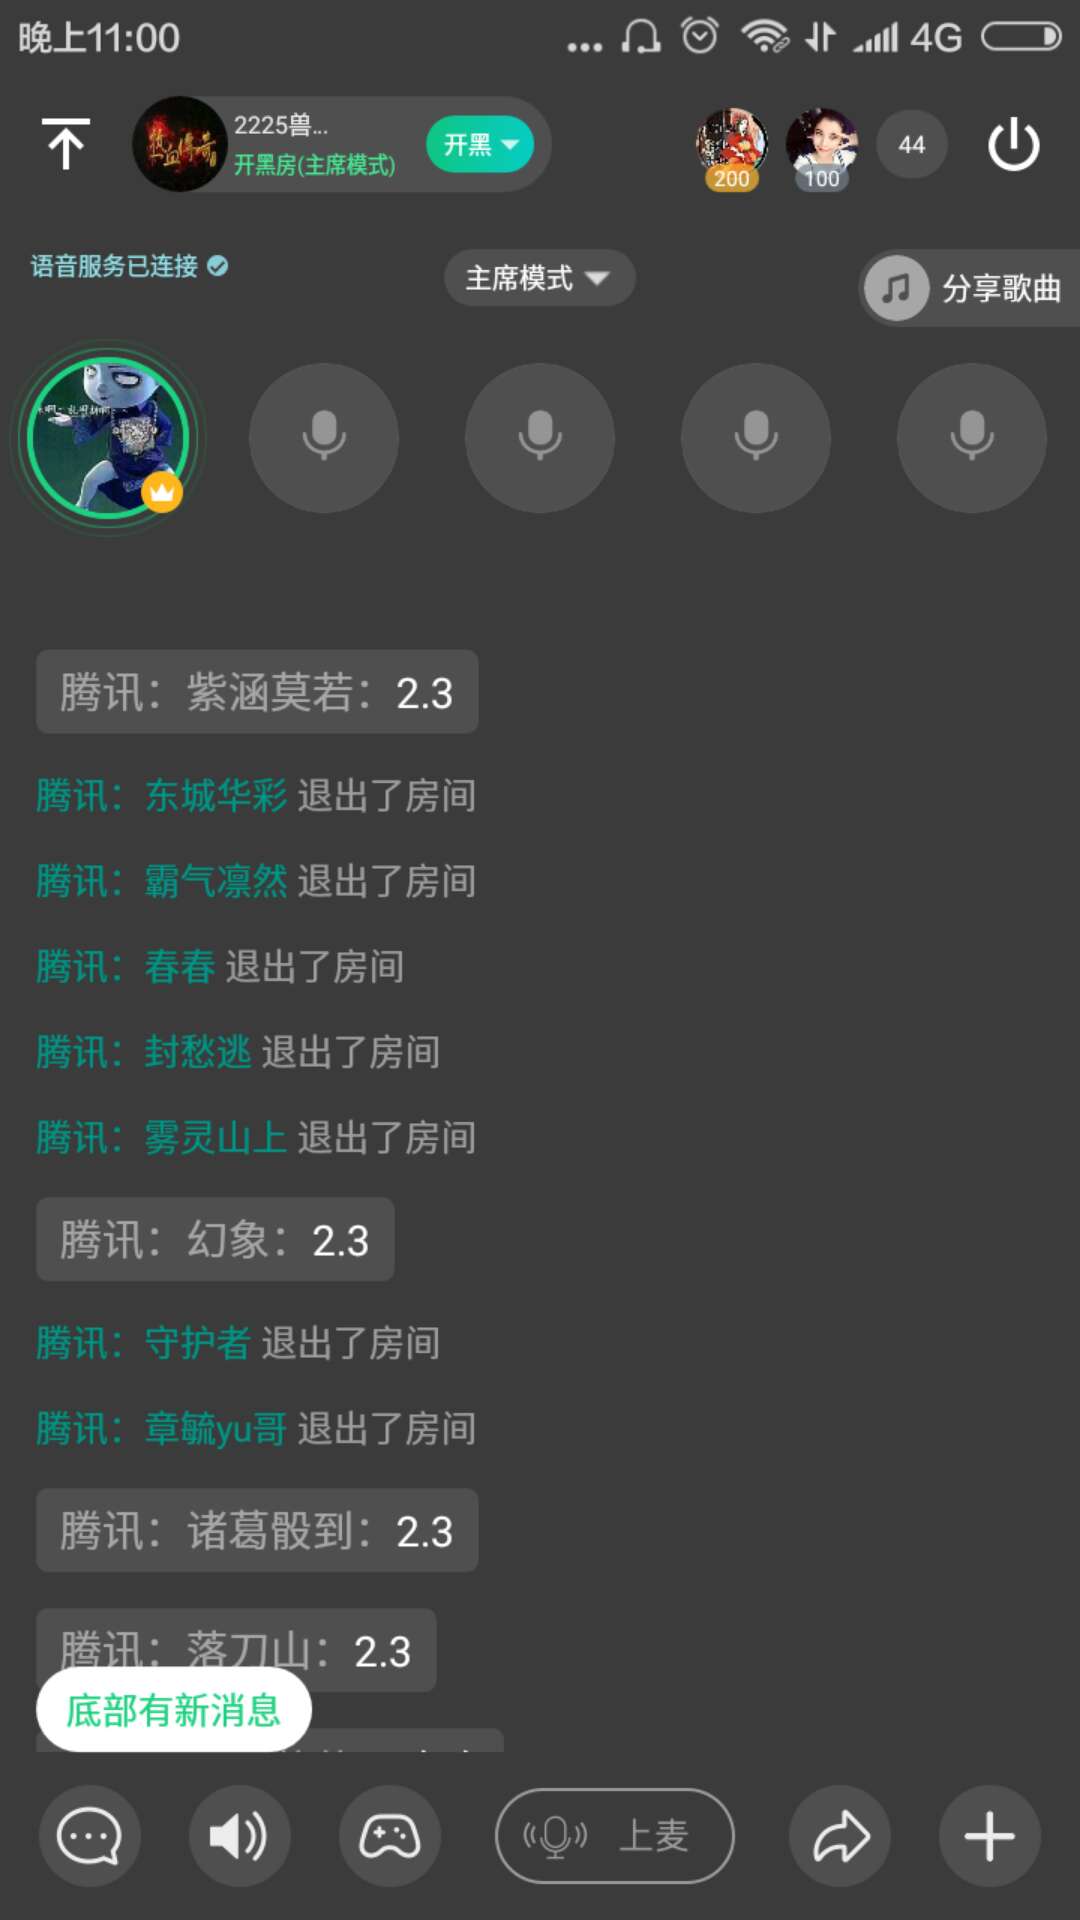 晚上11:00
4G
2225兽...
开黑房(主席模式)
开黑
200
100
44
语音服务已连接
主席模式
分享歌曲
腾讯：紫涵莫若：2.3
腾讯：东城华彩 退出了房间
腾讯：霸气凛然 退出了房间
腾讯：春春 退出了房间
腾讯：封愁逃 退出了房间
腾讯：雾灵山上 退出了房间
腾讯：幻象：2.3
腾讯：守护者 退出了房间
腾讯：章毓yu哥 退出了房间
腾讯：诸葛骰到：2.3
腾讯：落刀山：2.3
底部有新消息
上麦